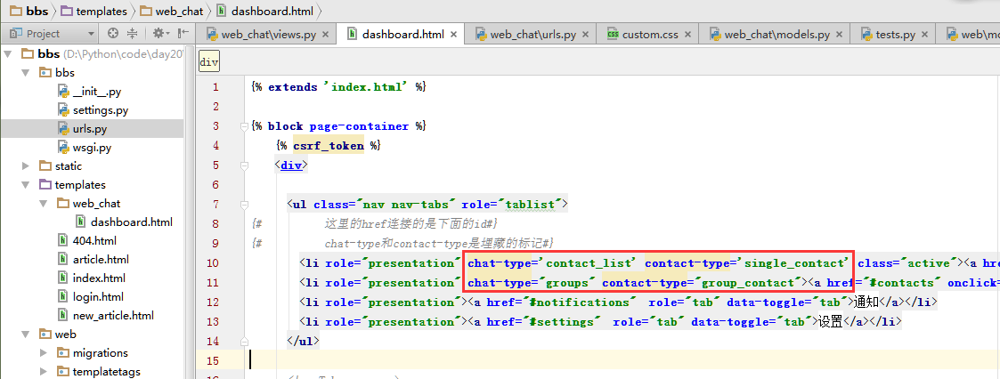 bbs templates web_chat dashboard.html
Project web_chat\views.py dashboard.html web_chat\urls.py custom.css web_chat\models.py tests.py web\mo
bbs (D:\Python\code\day20\
bbs
__init__.py
settings.py
urls.py
wsgi.py
static
templates
web_chat
dashboard.html
404.html
article.html
index.html
login.html
new_article.html
web
migrations
templatetags
div
1 {% extends 'index.html' %}
2
3 {% block page-container %}
4 {% csrf_token %}
5 <div>
6
7 <ul class="nav nav-tabs" role="tablist">
8 {# 这里的href连接的是下面的id#}
9 {# chat-type和contact-type是埋藏的标记#}
10 <li role="presentation" chat-type='contact_list' contact-type='single_contact' class="active"><a hre
11 <li role="presentation" chat-type="groups" contact-type="group_contact"><a href="#contacts" onclick=
12 <li role="presentation"><a href="#notifications" role="tab" data-toggle="tab">通知</a></li>
13 <li role="presentation"><a href="#settings" role="tab" data-toggle="tab">设置</a></li>
14 </ul>
15